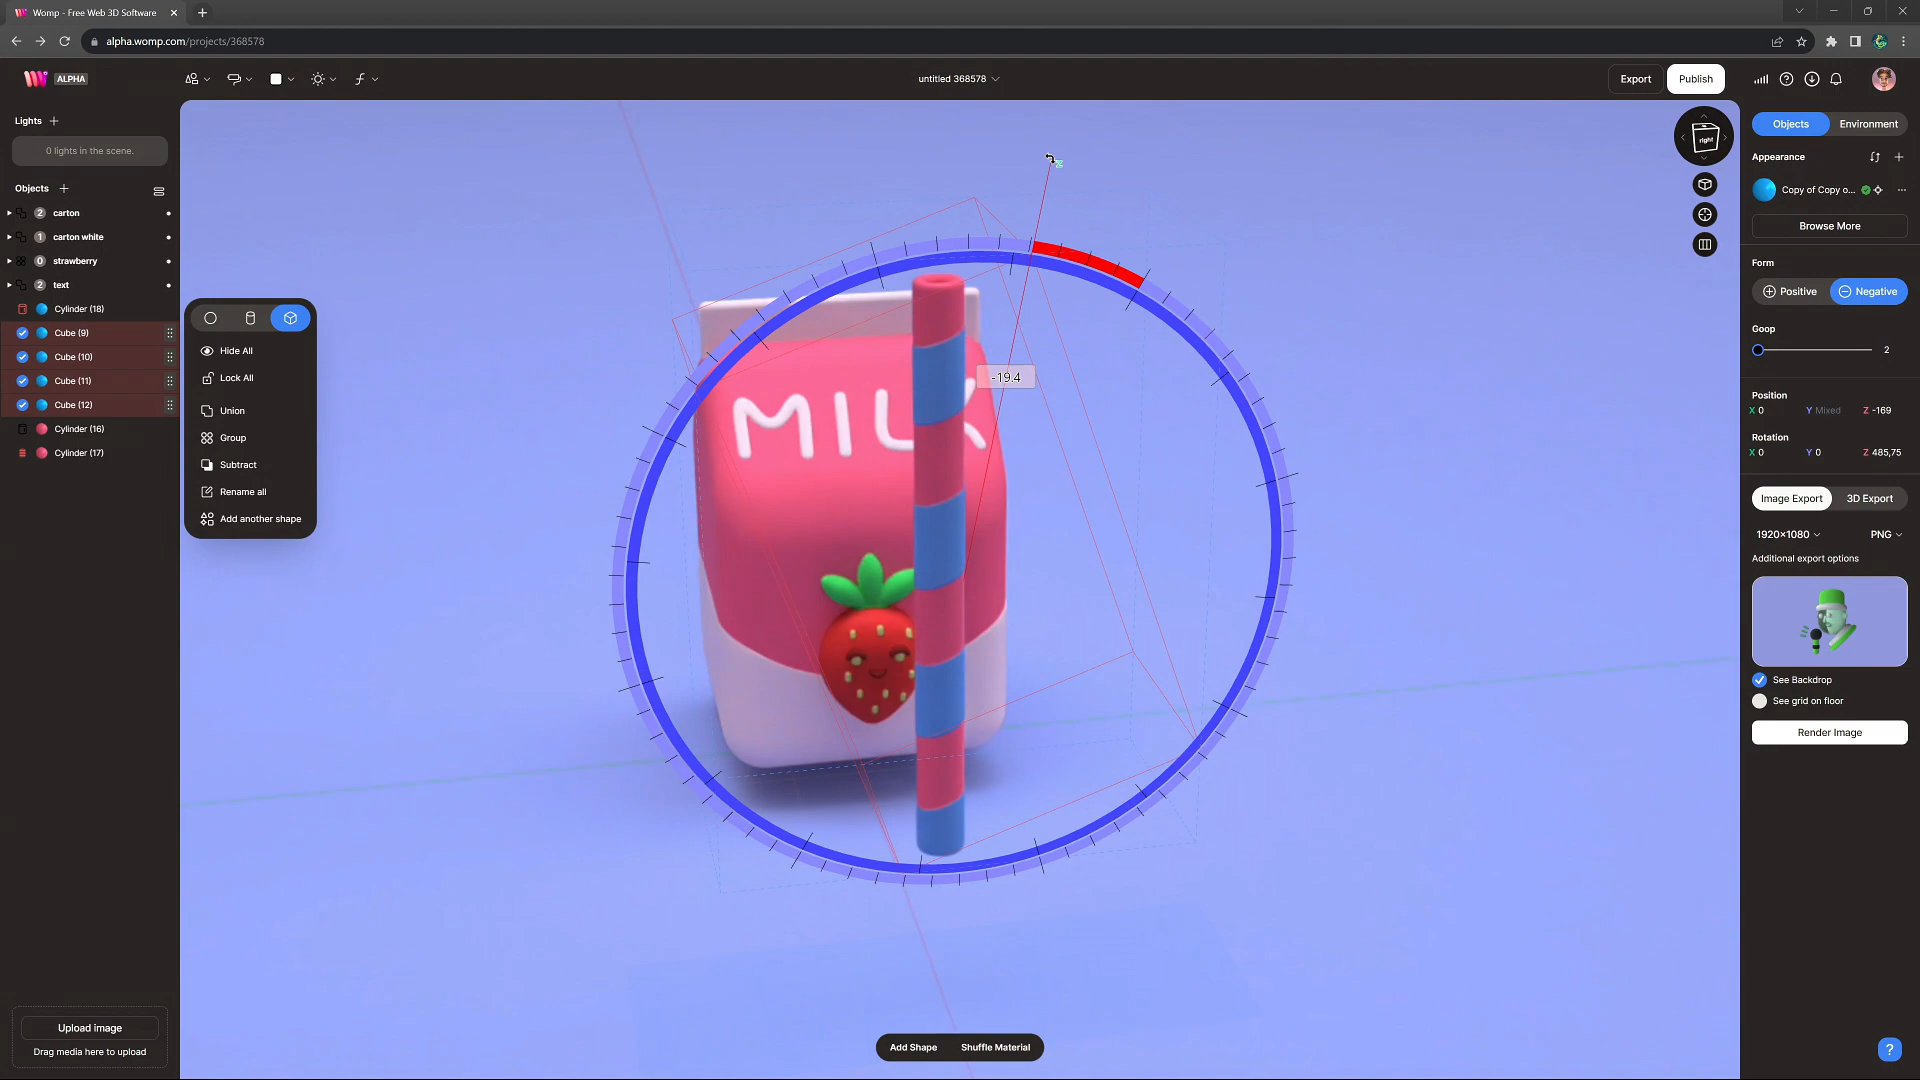 Womp - Free Web 3D Software
alpha.womp.com/projects/368578
ALPHA
untitled 368578
Export
Publish
Lights
0 lights in the scene.
Objects
2 carton
1 carton white
0 strawberry
2 text
Cylinder (18)
Cube (9)
Cube (10)
Cube (11)
Cube (12)
Cylinder (16)
Cylinder (17)
Hide All
Lock All
Union
Group
Subtract
Rename all
Add another shape
Z
-19.4
MILK
right
Objects
Environment
Appearance
Copy of Copy o...
Browse More
Form
Positive
Negative
Goop
2
Position
X 0
Y Mixed
Z -169
Rotation
X 0
Y 0
Z 485,75
Image Export
3D Export
1920×1080
PNG
Additional export options
See Backdrop
See grid on floor
Render Image
Upload image
Drag media here to upload
Add Shape
Shuffle Material
?